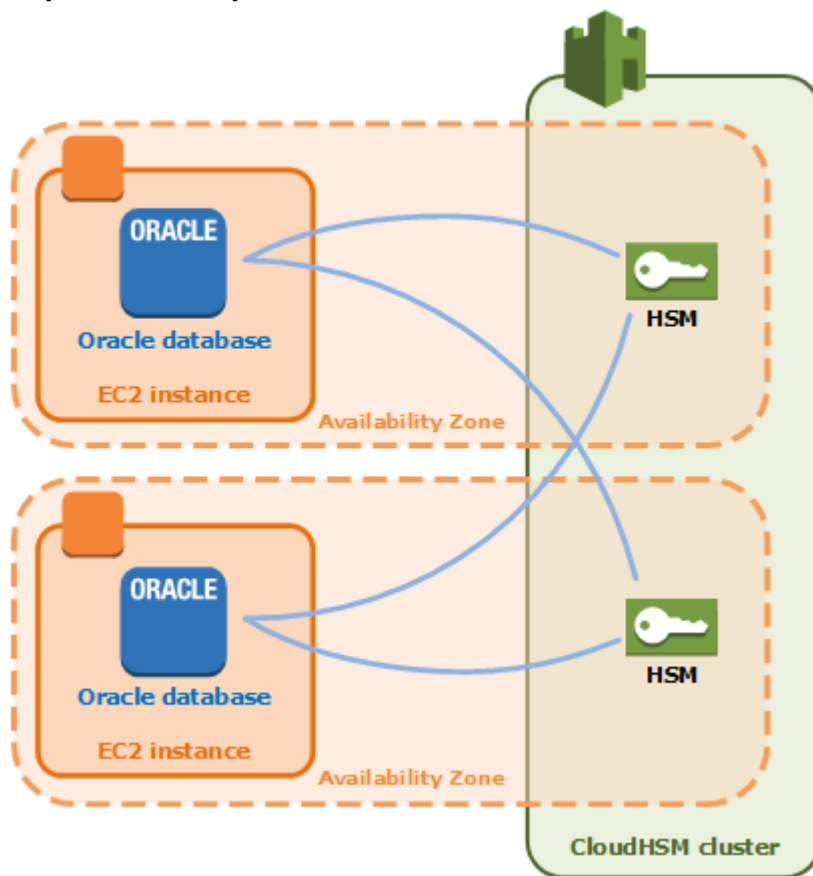 ORACLE
Oracle database
EC2 instance
Availability Zone
HSM
ORACLE
Oracle database
EC2 instance
Availability Zone
HSM
CloudHSM cluster